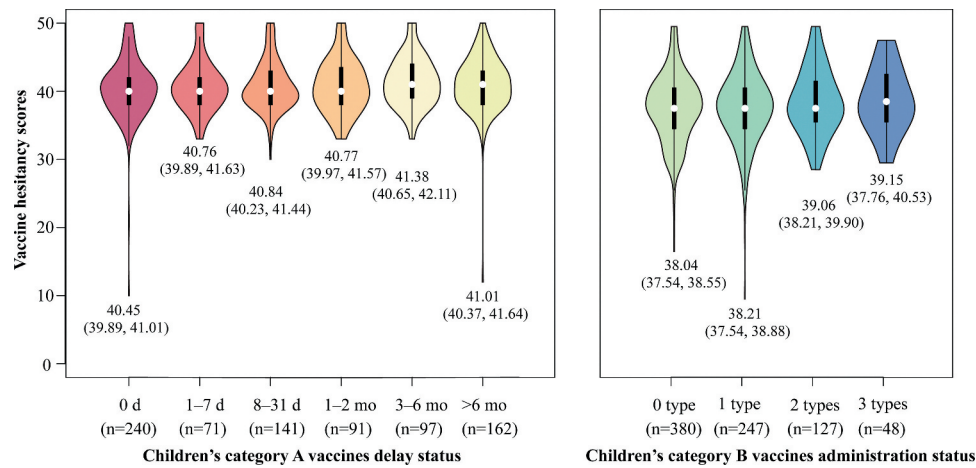 Vaccine hesitancy scores
50
40
30
20
10
0
40.45
(39.89, 41.01)
40.76
(39.89, 41.63)
40.84
(40.23, 41.44)
40.77
(39.97, 41.57)
41.38
(40.65, 42.11)
41.01
(40.37, 41.64)
0 d
(n=240)
1–7 d
(n=71)
8–31 d
(n=141)
1–2 mo
(n=91)
3–6 mo
(n=97)
>6 mo
(n=162)
Children's category A vaccines delay status
38.04
(37.54, 38.55)
38.21
(37.54, 38.88)
39.06
(38.21, 39.90)
39.15
(37.76, 40.53)
0 type
(n=380)
1 type
(n=247)
2 types
(n=127)
3 types
(n=48)
Children's category B vaccines administration status